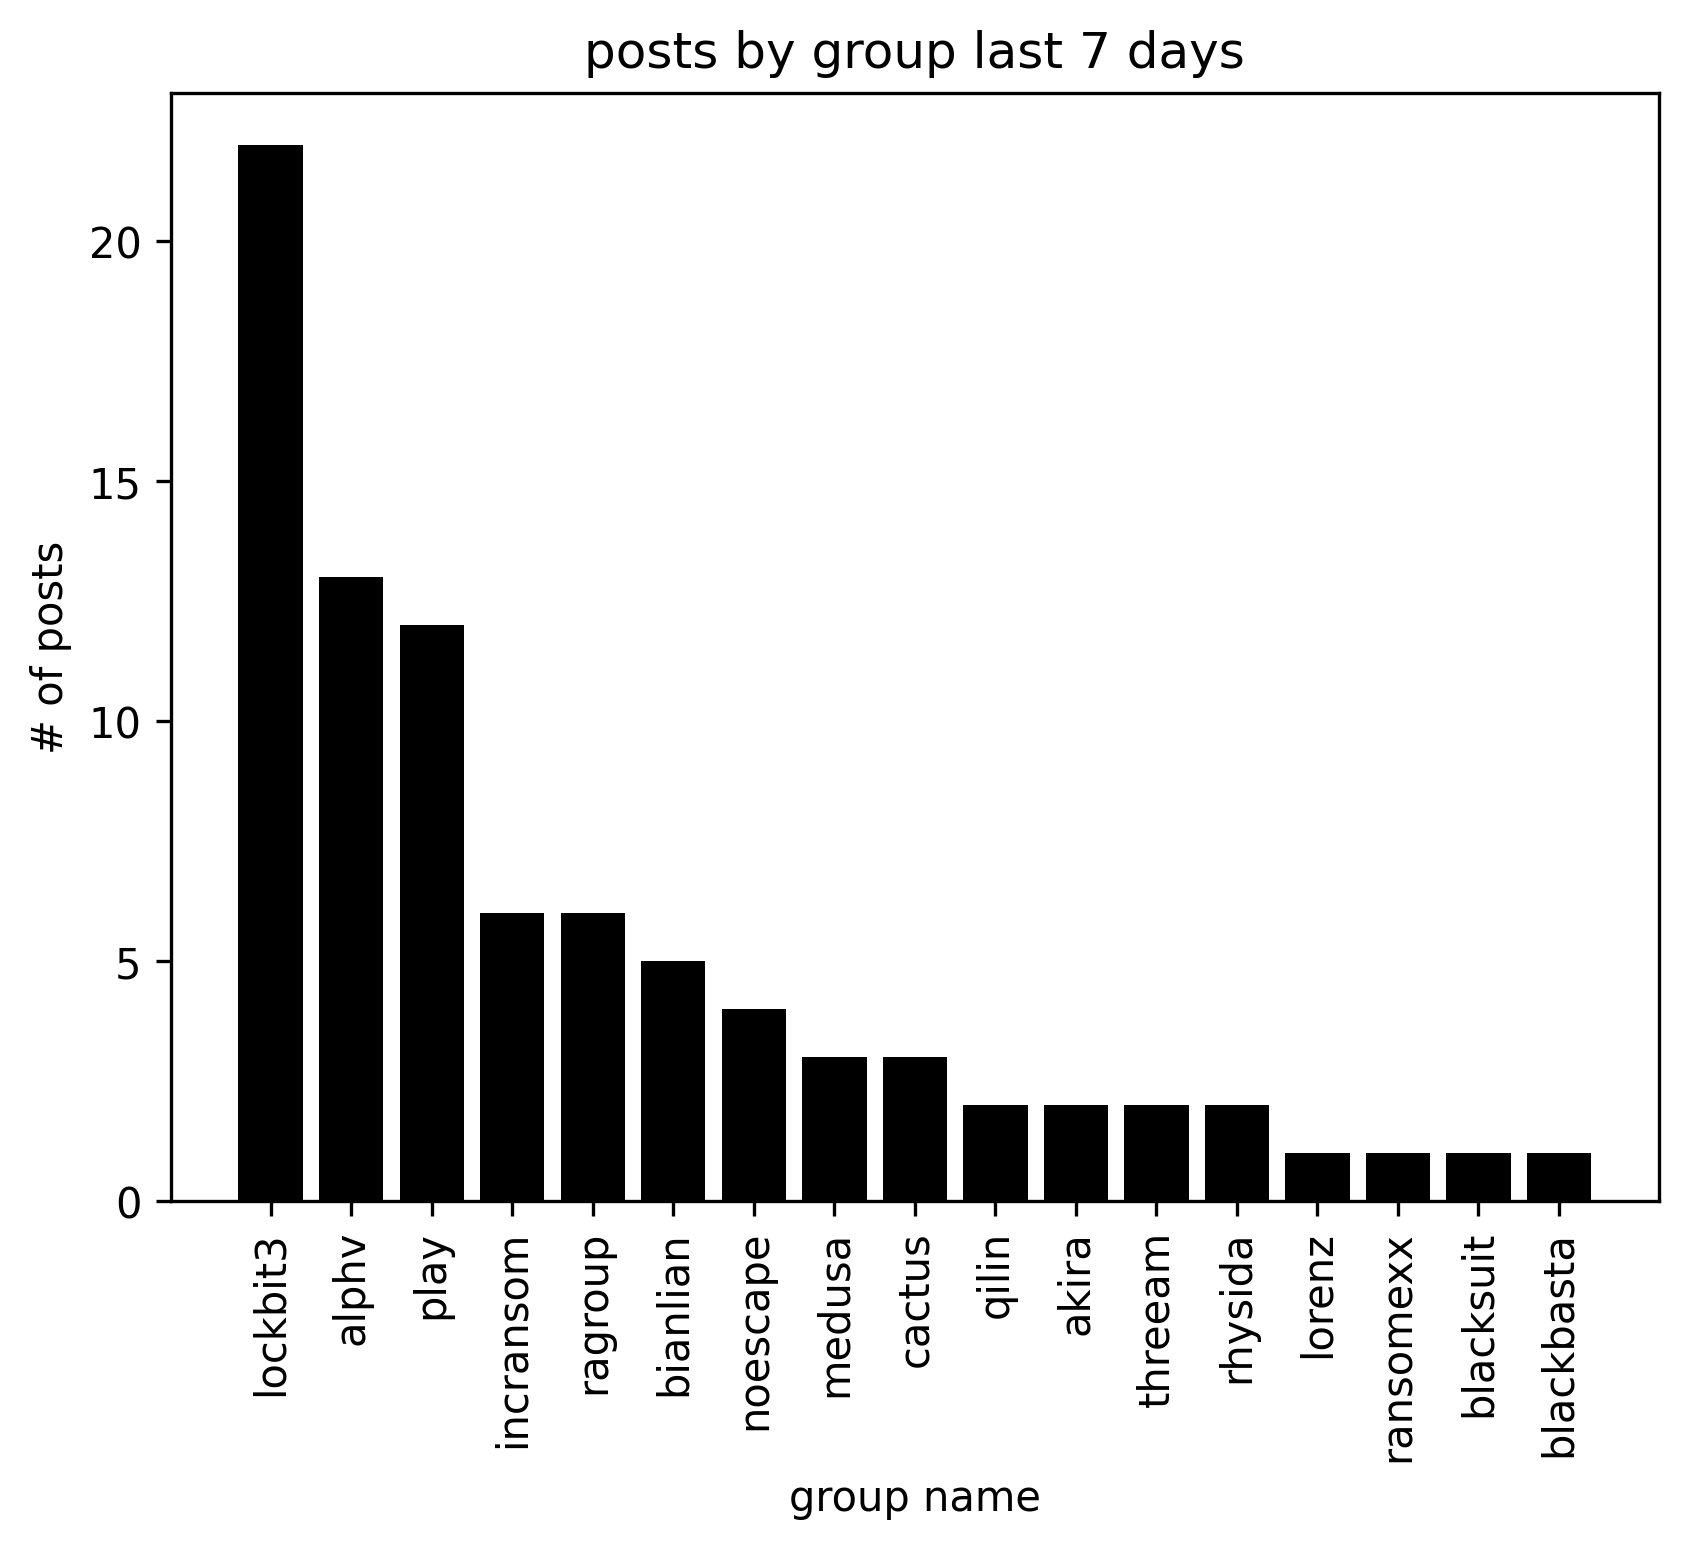 posts by group last 7 days
# of posts
20
15
10
5
0
lockbit3
alphv
play
incransom
ragroup
bianlian
noescape
medusa
cactus
qilin
akira
threeam
rhysida
lorenz
ransomexx
blacksuit
blackbasta
group name